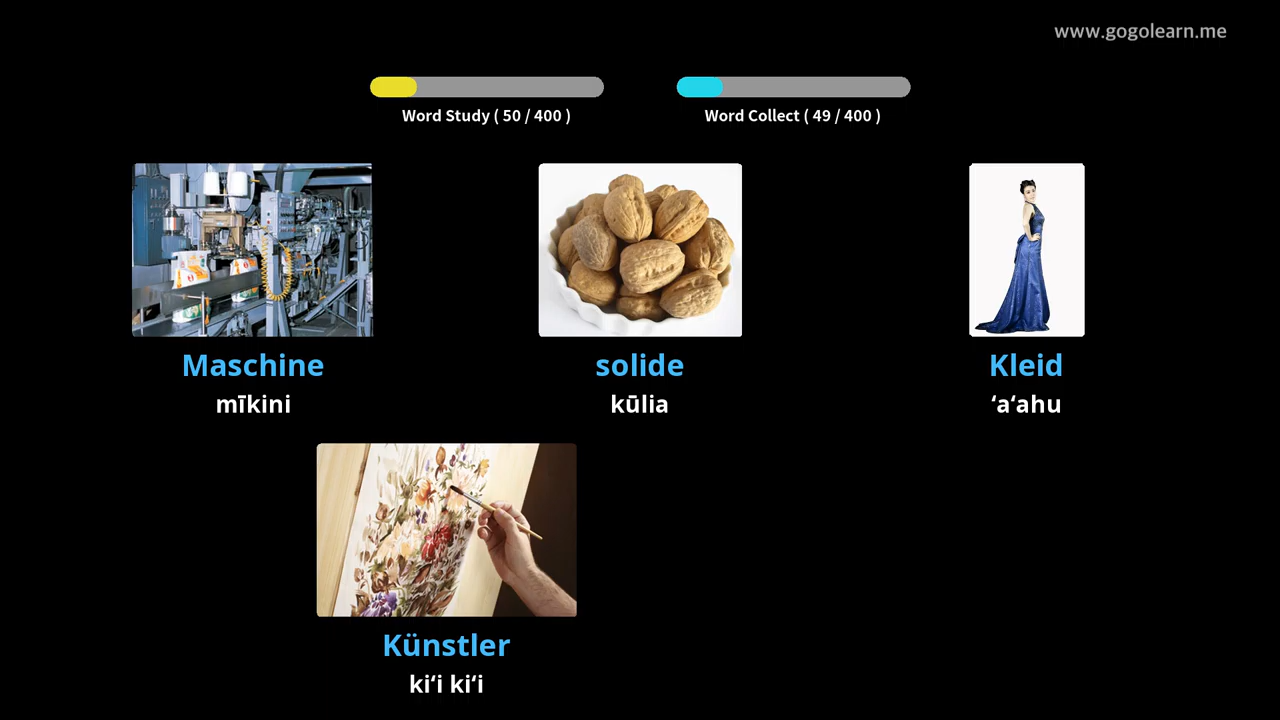 www.gogolearn.me
Word Study ( 50 / 400 )
Word Collect ( 49 / 400 )
Maschine
mīkini
solide
kūlia
Kleid
ʻaʻahu
Künstler
kiʻi kiʻi